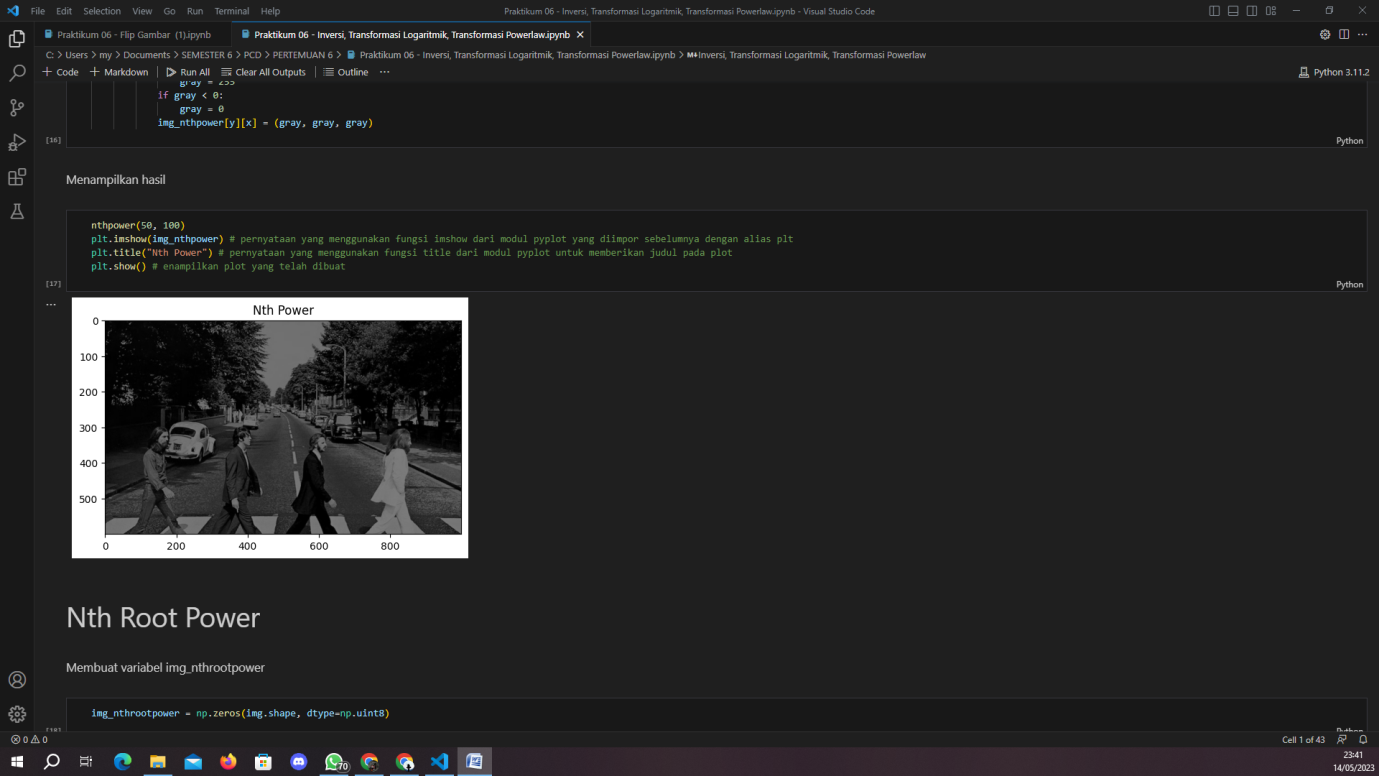 File Edit Selection View Go Run Terminal Help
Praktikum 06 - Inversi, Transformasi Logaritmik, Transformasi Powerlaw.ipynb - Visual Studio Code
Praktikum 06 - Flip Gambar (1).ipynb
Praktikum 06 - Inversi, Transformasi Logaritmik, Transformasi Powerlaw.ipynb
C: > Users > my > Documents > SEMESTER 6 > PCD > PERTEMUAN 6 > Praktikum 06 - Inversi, Transformasi Logaritmik, Transformasi Powerlaw.ipynb > M↓Inversi, Transformasi Logaritmik, Transformasi Powerlaw
+ Code + Markdown Run All Clear All Outputs Outline ...
Python 3.11.2
gray = 255
if gray < 0:
gray = 0
img_nthpower[y][x] = (gray, gray, gray)
[16]
Python
Menampilkan hasil
nthpower(50, 100)
plt.imshow(img_nthpower) # pernyataan yang menggunakan fungsi imshow dari modul pyplot yang diimpor sebelumnya dengan alias plt
plt.title("Nth Power") # pernyataan yang menggunakan fungsi title dari modul pyplot untuk memberikan judul pada plot
plt.show() # enampilkan plot yang telah dibuat
[17]
Python
...
Nth Power
0
100
200
300
400
500
0 200 400 600 800
Nth Root Power
Membuat variabel img_nthrootpower
img_nthrootpower = np.zeros(img.shape, dtype=np.uint8)
[18]
Python
0 0
Cell 1 of 43
70
23:41
14/05/2023